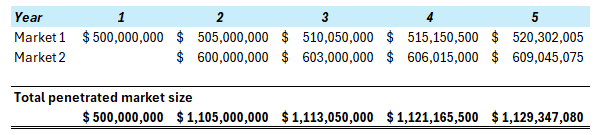 Year 1 2 3 4 5
Market 1 $ 500,000,000 $ 505,000,000 $ 510,050,000 $ 515,150,500 $ 520,302,005
Market 2 $ 600,000,000 $ 603,000,000 $ 606,015,000 $ 609,045,075
Total penetrated market size
$ 500,000,000 $ 1,105,000,000 $ 1,113,050,000 $ 1,121,165,500 $ 1,129,347,080